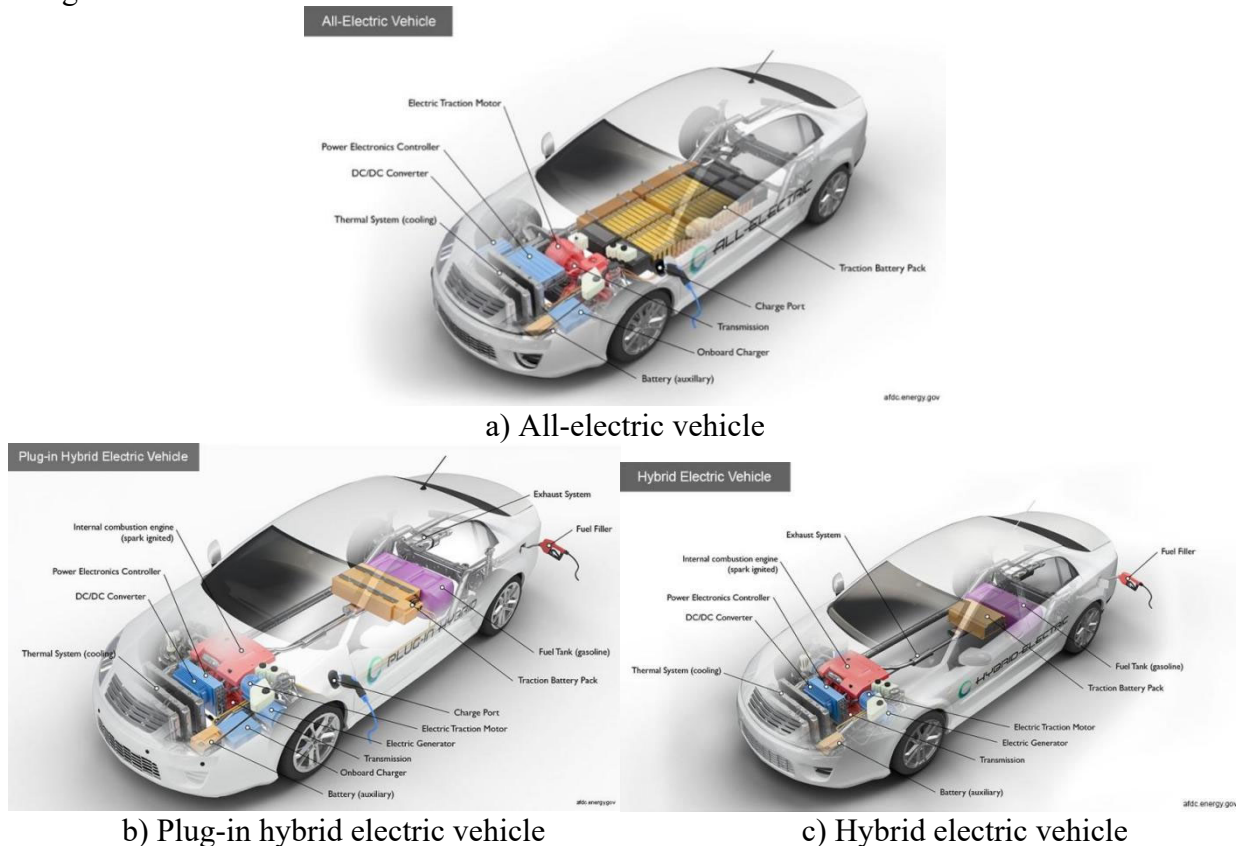 All-Electric Vehicle
Electric Traction Motor
Power Electronics Controller
DC/DC Converter
Thermal System (cooling)
ALL-ELECTRIC
Traction Battery Pack
Charge Port
Transmission
Onboard Charger
Battery (auxillary)
afdc.energy.gov
a) All-electric vehicle
Plug-in Hybrid Electric Vehicle
Exhaust System
Fuel Filler
Internal combustion engine
(spark ignited)
Power Electronics Controller
DC/DC Converter
Thermal System (cooling)
PLUG-IN HYBRID
Fuel Tank (gasoline)
Traction Battery Pack
Charge Port
Electric Traction Motor
Electric Generator
Transmission
Onboard Charger
Battery (auxiliary)
afdc.energy.gov
b) Plug-in hybrid electric vehicle
Hybrid Electric Vehicle
Exhaust System
Fuel Filler
Internal combustion engine
(spark ignited)
Power Electronics Controller
DC/DC Converter
Thermal System (cooling)
HYBRID-ELECTRIC
Fuel Tank (gasoline)
Traction Battery Pack
Electric Traction Motor
Electric Generator
Transmission
Battery (auxiliary)
afdc.energy.gov
c) Hybrid electric vehicle